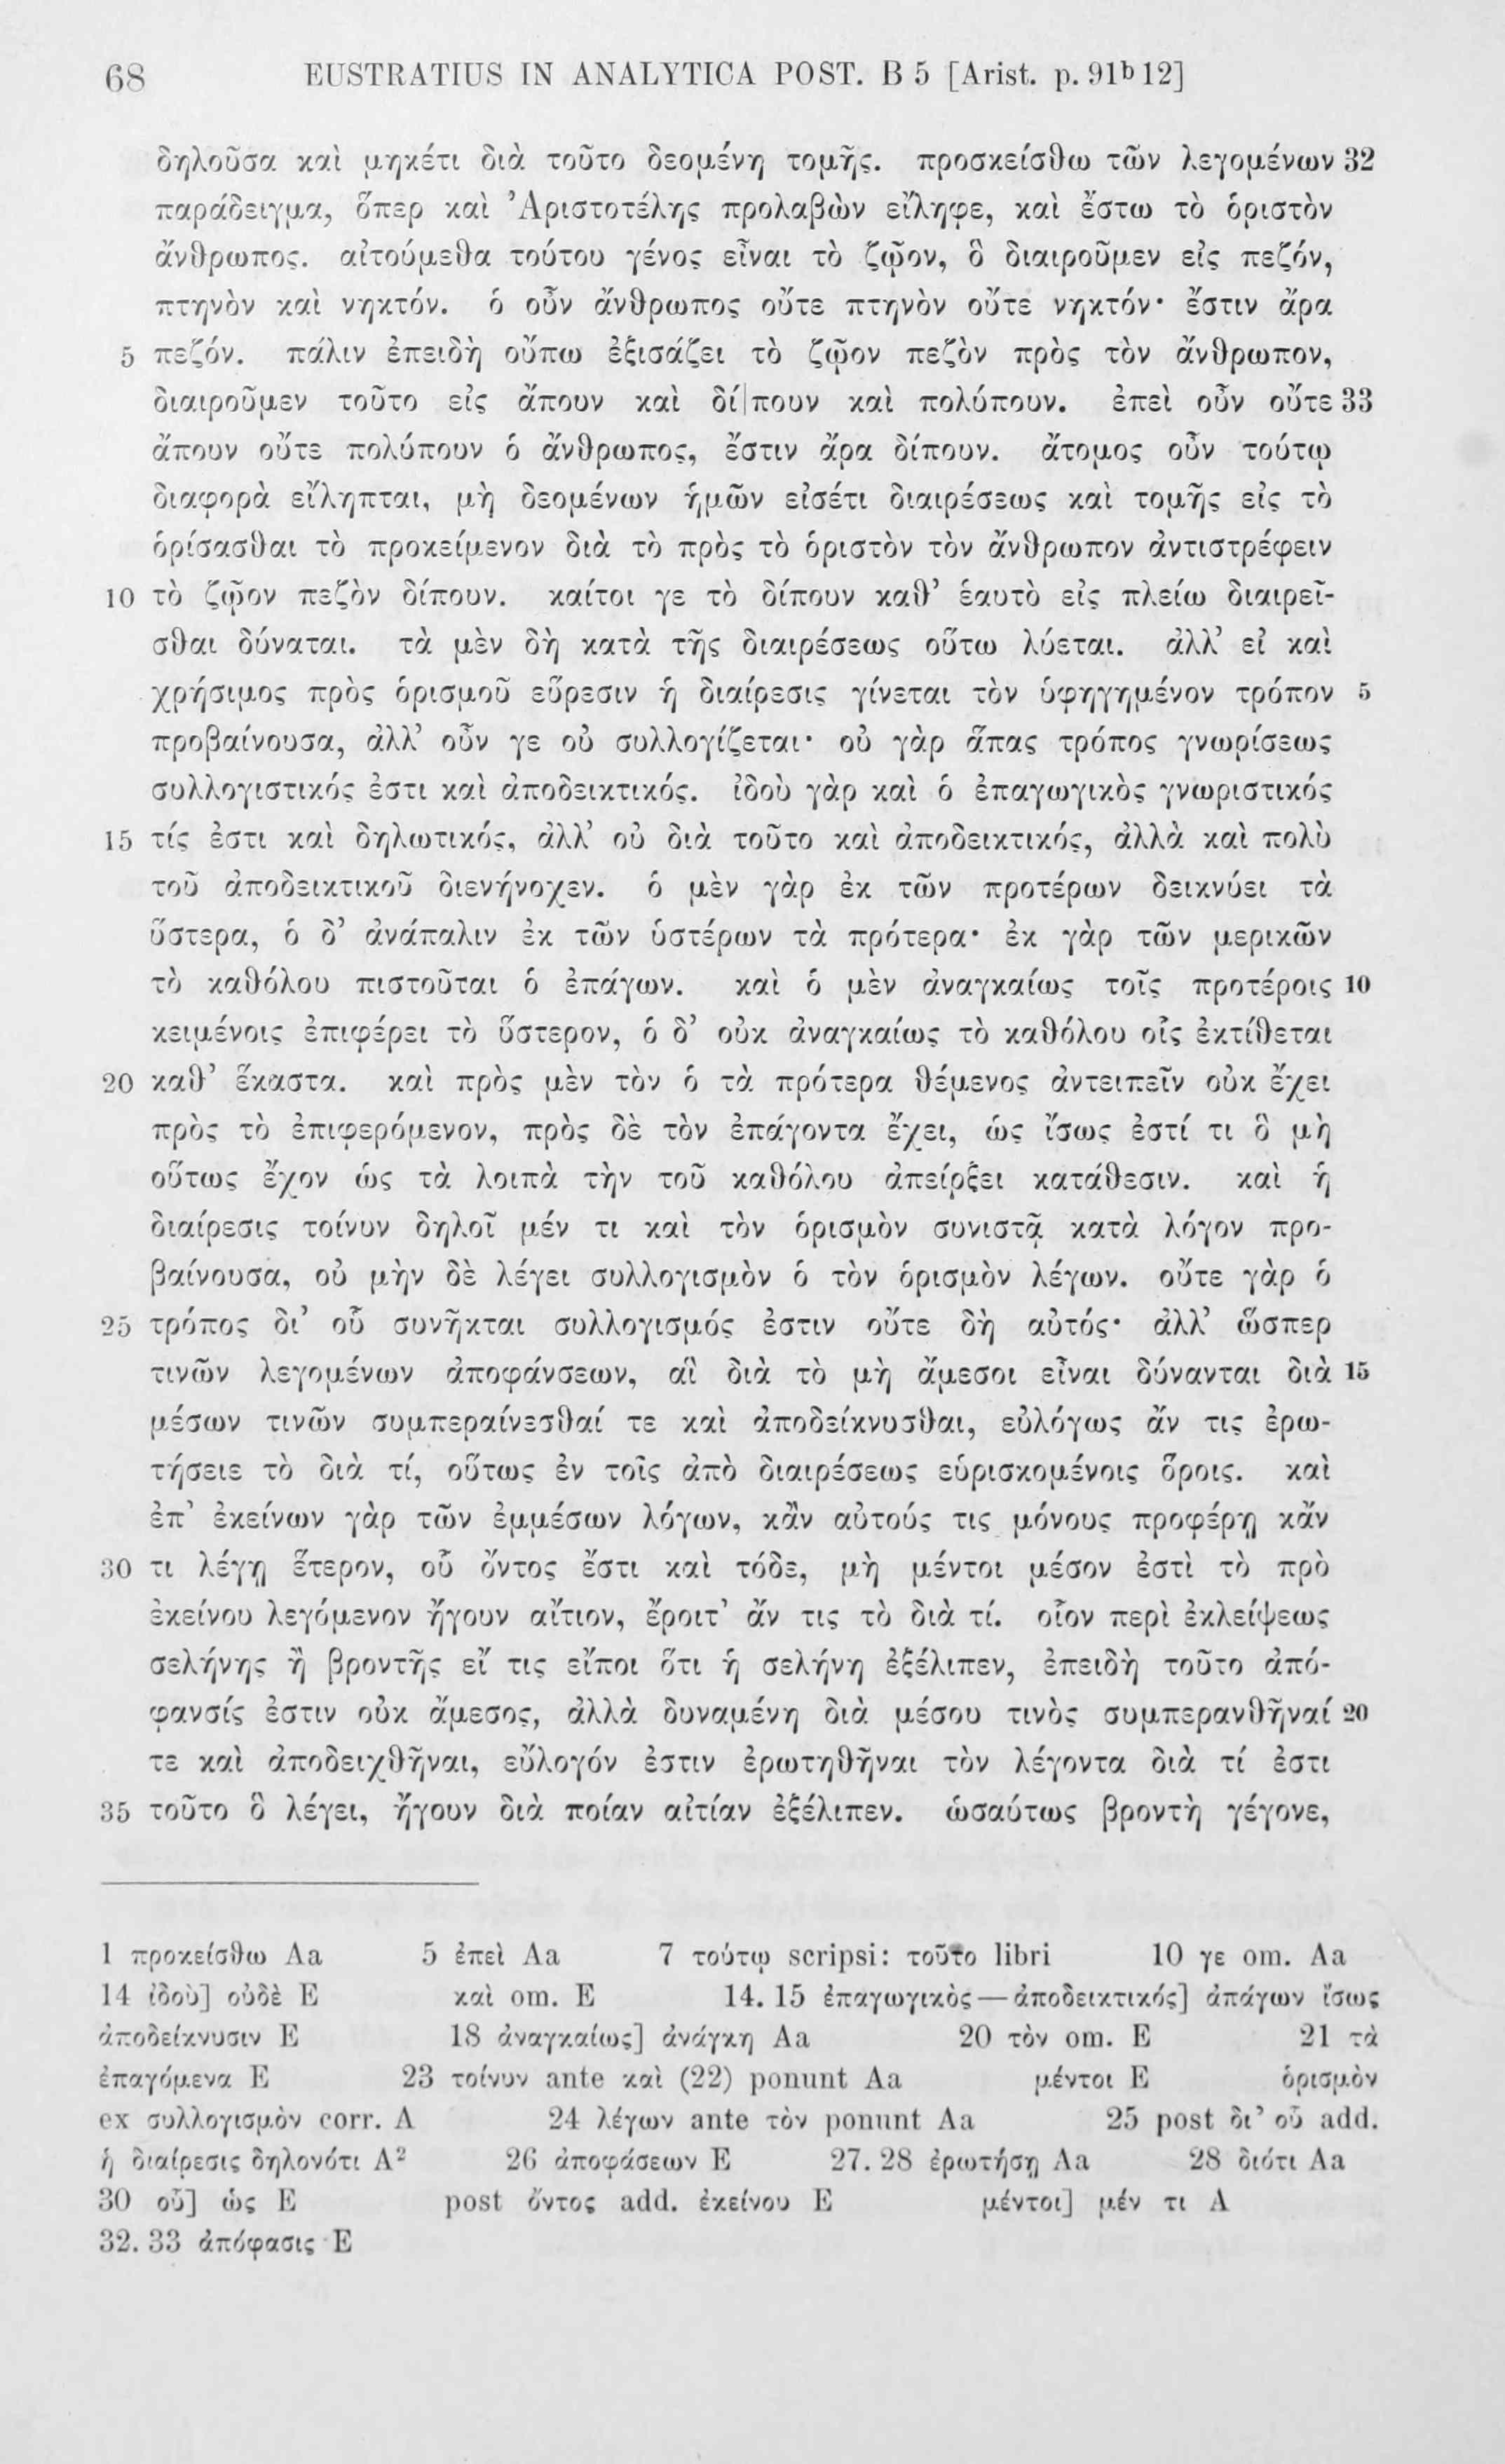 68 EUSTRATIUS IN ANALYTICA POST. B 5 [Arist. p. 91ᵇ12]
δηλοῦσα καὶ μηκέτι διὰ τοῦτο δεομένη τομῆς. προσκείσθω τῶν λεγομένων 32
παράδειγμα, ὅπερ καὶ Ἀριστοτέλης προλαβὼν εἴληφε, καὶ ἔστω τὸ ὁριστὸν
ἄνθρωπος. αἰτούμεθα τούτου γένος εἶναι τὸ ζῷον, ὃ διαιροῦμεν εἰς πεζόν,
πτηνὸν καὶ νηκτόν. ὁ οὖν ἄνθρωπος οὔτε πτηνὸν οὔτε νηκτόν· ἔστιν ἄρα
5 πεζόν. πάλιν ἐπειδὴ οὔπω ἐξισάζει τὸ ζῷον πεζὸν πρὸς τὸν ἄνθρωπον,
διαιροῦμεν τοῦτο εἰς ἄπουν καὶ δί|πουν καὶ πολύπουν. ἐπεὶ οὖν οὔτε 33
ἄπουν οὔτε πολύπουν ὁ ἄνθρωπος, ἔστιν ἄρα δίπουν. ἄτομος οὖν τούτῳ
διαφορὰ εἴληπται, μὴ δεομένων ἡμῶν εἰσέτι διαιρέσεως καὶ τομῆς εἰς τὸ
ὁρίσασθαι τὸ προκείμενον διὰ τὸ πρὸς τὸ ὁριστὸν τὸν ἄνθρωπον ἀντιστρέφειν
10 τὸ ζῷον πεζὸν δίπουν. καίτοι γε τὸ δίπουν καθ’ ἑαυτὸ εἰς πλείω διαιρεῖ-
σθαι δύναται. τὰ μὲν δὴ κατὰ τῆς διαιρέσεως οὕτω λύεται. ἀλλ’ εἰ καὶ
χρήσιμος πρὸς ὁρισμοῦ εὕρεσιν ἡ διαίρεσις γίνεται τὸν ὑφηγημένον τρόπον 5
προβαίνουσα, ἀλλ’ οὖν γε οὐ συλλογίζεται· οὐ γὰρ ἅπας τρόπος γνωρίσεως
συλλογιστικός ἐστι καὶ ἀποδεικτικός. ἰδοὺ γὰρ καὶ ὁ ἐπαγωγικὸς γνωριστικός
15 τίς ἐστι καὶ δηλωτικός, ἀλλ’ οὐ διὰ τοῦτο καὶ ἀποδεικτικός, ἀλλὰ καὶ πολὺ
τοῦ ἀποδεικτικοῦ διενήνοχεν. ὁ μὲν γὰρ ἐκ τῶν προτέρων δεικνύει τὰ
ὕστερα, ὁ δ’ ἀνάπαλιν ἐκ τῶν ὑστέρων τὰ πρότερα· ἐκ γὰρ τῶν μερικῶν
τὸ καθόλου πιστοῦται ὁ ἐπάγων. καὶ ὁ μὲν ἀναγκαίως τοῖς προτέροις 10
κειμένοις ἐπιφέρει τὸ ὕστερον, ὁ δ’ οὐκ ἀναγκαίως τὸ καθόλου οἷς ἐκτίθεται
20 καθ’ ἕκαστα. καὶ πρὸς μὲν τὸν ὁ τὰ πρότερα θέμενος ἀντειπεῖν οὐκ ἔχει
πρὸς τὸ ἐπιφερόμενον, πρὸς δὲ τὸν ἐπάγοντα ἔχει, ὡς ἴσως ἐστί τι ὃ μὴ
οὕτως ἔχον ὡς τὰ λοιπὰ τὴν τοῦ καθόλου ἀπείρξει κατάθεσιν. καὶ ἡ
διαίρεσις τοίνυν δηλοῖ μέν τι καὶ τὸν ὁρισμὸν συνιστᾷ κατὰ λόγον προ-
βαίνουσα, οὐ μὴν δὲ λέγει συλλογισμὸν ὁ τὸν ὁρισμὸν λέγων. οὔτε γὰρ ὁ
25 τρόπος δι’ οὗ συνῆκται συλλογισμός ἐστιν οὔτε δὴ αὐτός· ἀλλ’ ὥσπερ
τινῶν λεγομένων ἀποφάνσεων, αἳ διὰ τὸ μὴ ἄμεσοι εἶναι δύνανται διὰ 15
μέσων τινῶν συμπεραίνεσθαί τε καὶ ἀποδείκνυσθαι, εὐλόγως ἄν τις ἐρω-
τήσειε τὸ διὰ τί, οὕτως ἐν τοῖς ἀπὸ διαιρέσεως εὑρισκομένοις ὅροις. καὶ
ἐπ’ ἐκείνων γὰρ τῶν ἐμμέσων λόγων, κἂν αὐτούς τις μόνους προφέρῃ κἄν
30 τι λέγῃ ἕτερον, οὗ ὄντος ἔστι καὶ τόδε, μὴ μέντοι μέσον ἐστὶ τὸ πρὸ
ἐκείνου λεγόμενον ἤγουν αἴτιον, ἔροιτ’ ἄν τις τὸ διὰ τί. οἷον περὶ ἐκλείψεως
σελήνης ἢ βροντῆς εἴ τις εἴποι ὅτι ἡ σελήνη ἐξέλιπεν, ἐπειδὴ τοῦτο ἀπό-
φανσίς ἐστιν οὐκ ἄμεσος, ἀλλὰ δυναμένη διὰ μέσου τινὸς συμπερανθῆναί 20
τε καὶ ἀποδειχθῆναι, εὔλογόν ἐστιν ἐρωτηθῆναι τὸν λέγοντα διὰ τί ἐστι
35 τοῦτο ὃ λέγει, ἤγουν διὰ ποίαν αἰτίαν ἐξέλιπεν. ὡσαύτως βροντὴ γέγονε,
1 προκείσθω Aa 5 ἐπεὶ Aa 7 τούτῳ scripsi: τοῦτο libri 10 γε om. Aa
14 ἰδοὺ] οὐδὲ E καὶ om. E 14. 15 ἐπαγωγικὸς — ἀποδεικτικός] ἀπάγων ἴσως
ἀποδείκνυσιν E 18 ἀναγκαίως] ἀνάγκη Aa 20 τὸν om. E 21 τὰ
ἐπαγόμενα E 23 τοίνυν ante καὶ (22) ponunt Aa μέντοι E ὁρισμὸν
ex συλλογισμὸν corr. A 24 λέγων ante τὸν ponunt Aa 25 post δι’ οὗ add.
ἡ διαίρεσις δηλονότι A² 26 ἀποφάσεων E 27. 28 ἐρωτήσῃ Aa 28 διότι Aa
30 οὗ] ὡς E post ὄντος add. ἐκείνου E μέντοι] μέν τι A
32. 33 ἀπόφασις E